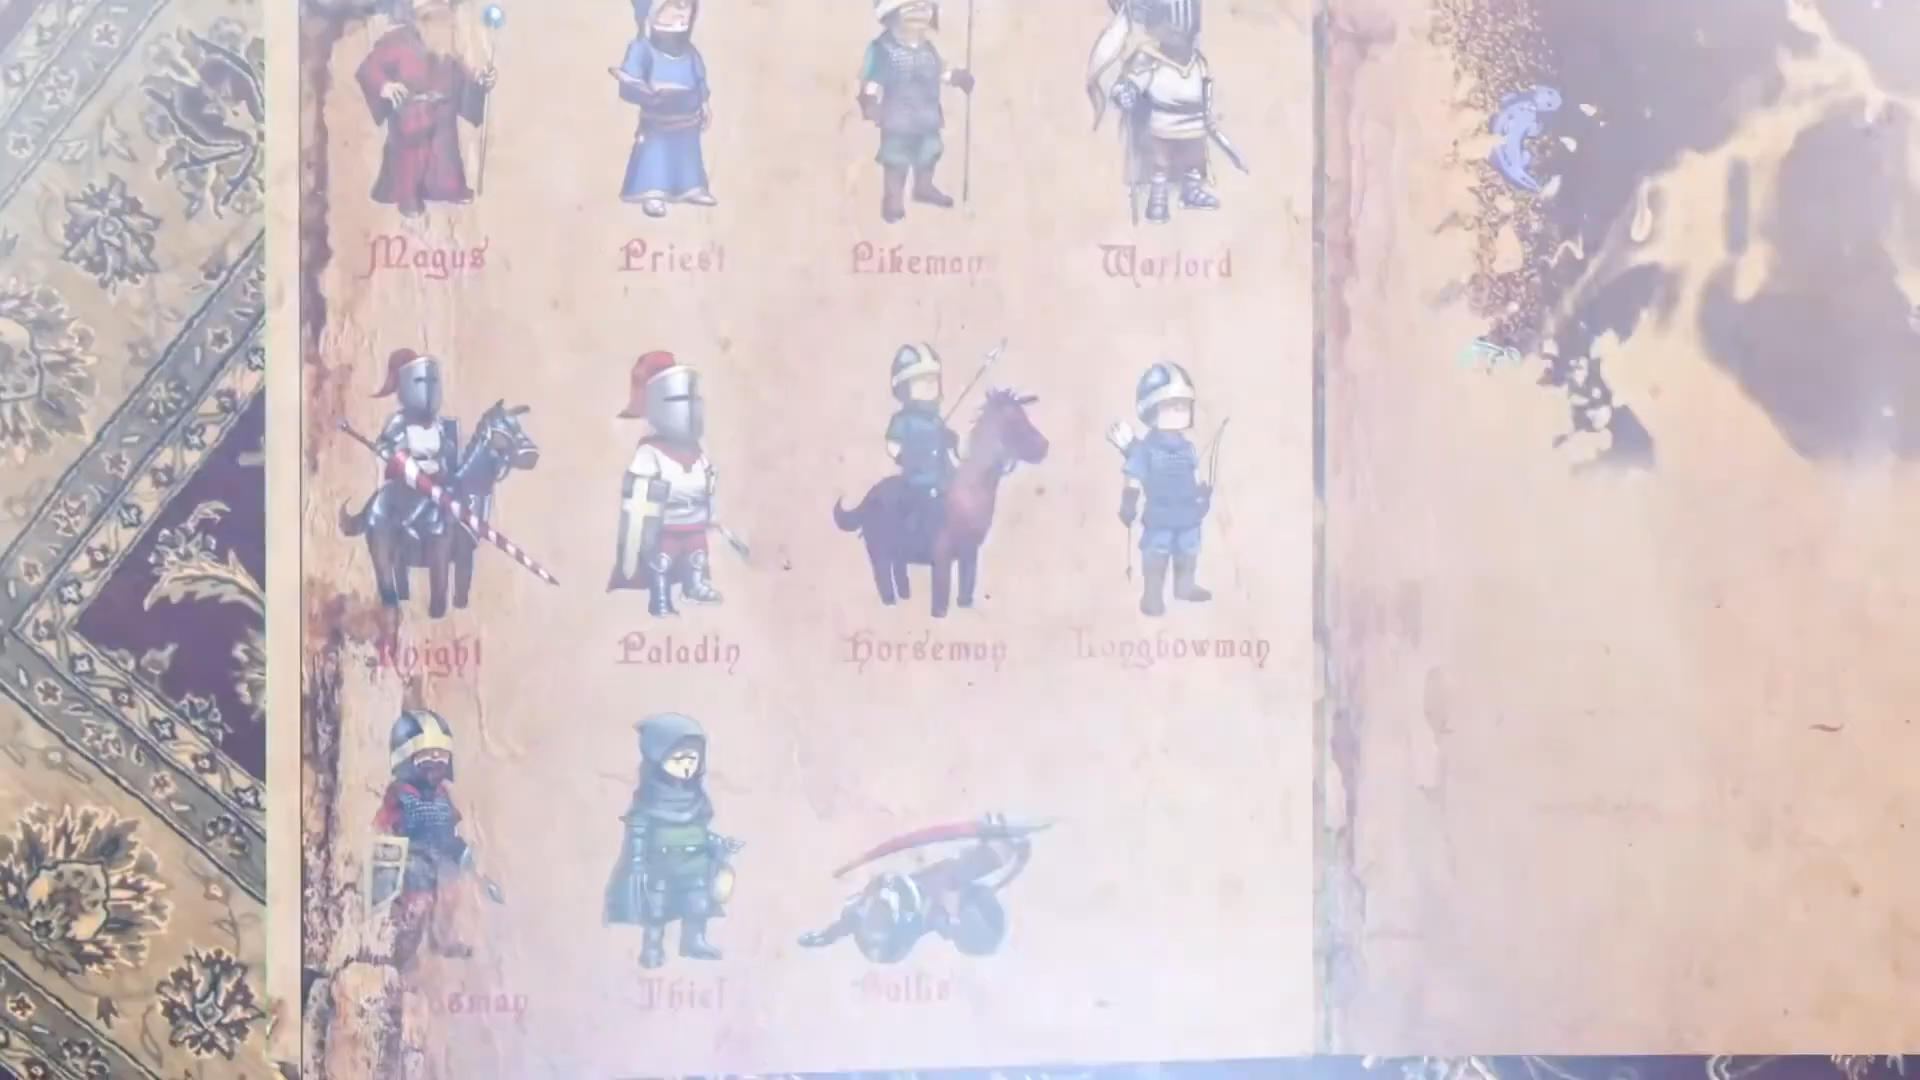 Magus Priest Pikeman Warlord
Knight Paladin Horseman Longbowman
Thief